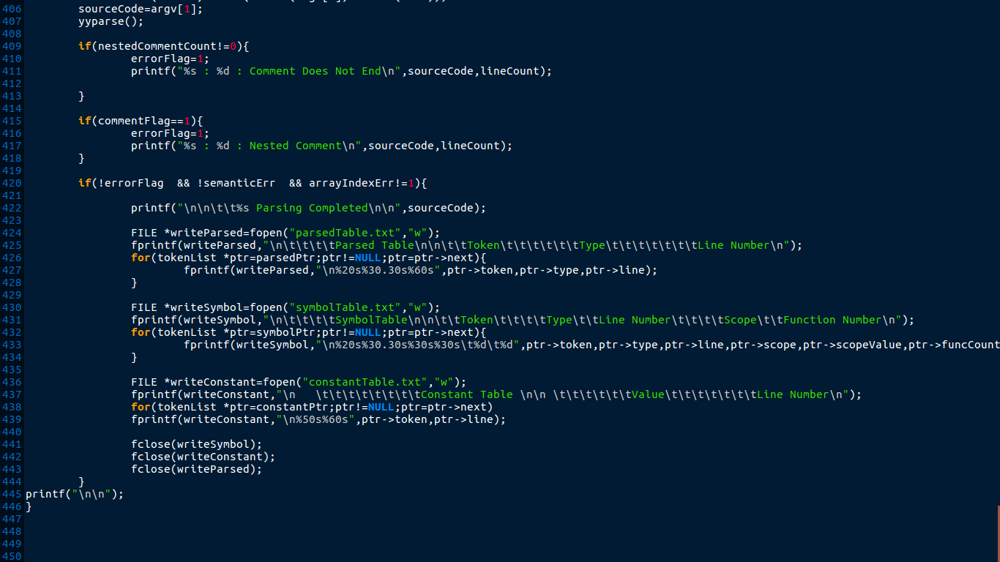 406 sourceCode=argv[1];
407 yyparse();
408
409 if(nestedCommentCount!=0){
410 errorFlag=1;
411 printf("%s : %d : Comment Does Not End\n",sourceCode,lineCount);
412
413 }
414
415 if(commentFlag==1){
416 errorFlag=1;
417 printf("%s : %d : Nested Comment\n",sourceCode,lineCount);
418 }
419
420 if(!errorFlag  && !semanticErr  && arrayIndexErr!=1){
421
422 printf("\n\n\t\t%s Parsing Completed\n\n",sourceCode);
423
424 FILE *writeParsed=fopen("parsedTable.txt","w");
425 fprintf(writeParsed,"\n\t\t\t\tParsed Table\n\n\t\tToken\t\t\t\t\t\tType\t\t\t\t\t\t\tLine Number\n");
426 for(tokenList *ptr=parsedPtr;ptr!=NULL;ptr=ptr->next){
427 fprintf(writeParsed,"\n%20s%30.30s%60s",ptr->token,ptr->type,ptr->line);
428 }
429
430 FILE *writeSymbol=fopen("symbolTable.txt","w");
431 fprintf(writeSymbol,"\n\t\t\t\tSymbolTable\n\n\t\tToken\t\t\t\tType\t\tLine Number\t\t\t\tScope\t\tFunction Number\n");
432 for(tokenList *ptr=symbolPtr;ptr!=NULL;ptr=ptr->next){
433 fprintf(writeSymbol,"\n%20s%30.30s%30s%30s\t%d\t%d",ptr->token,ptr->type,ptr->line,ptr->scope,ptr->scopeValue,ptr->funcCount
434 }
435
436 FILE *writeConstant=fopen("constantTable.txt","w");
437 fprintf(writeConstant,"\n   \t\t\t\t\t\t\t\tConstant Table \n\n \t\t\t\t\t\tValue\t\t\t\t\t\t\tLine Number\n");
438 for(tokenList *ptr=constantPtr;ptr!=NULL;ptr=ptr->next)
439 fprintf(writeConstant,"\n%50s%60s",ptr->token,ptr->line);
440
441 fclose(writeSymbol);
442 fclose(writeConstant);
443 fclose(writeParsed);
444 }
445 printf("\n\n");
446 }
447
448
449
450